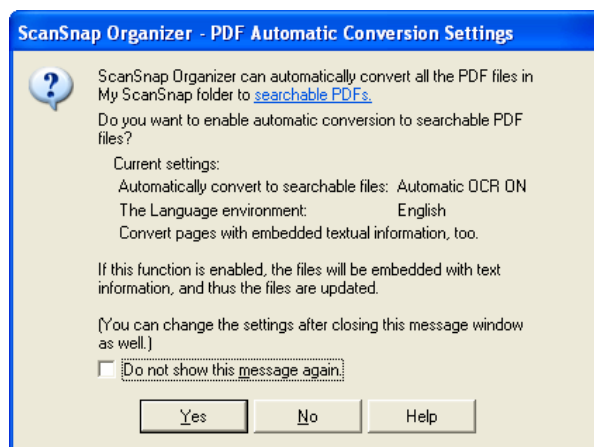 ScanSnap Organizer - PDF Automatic Conversion Settings
ScanSnap Organizer can automatically convert all the PDF files in
My ScanSnap folder to searchable PDFs.
Do you want to enable automatic conversion to searchable PDF
files?
Current settings:
Automatically convert to searchable files: Automatic OCR ON
The Language environment: English
Convert pages with embedded textual information, too.
If this function is enabled, the files will be embedded with text
information, and thus the files are updated.
(You can change the settings after closing this message window
as well.)
Do not show this message again.
Yes No Help